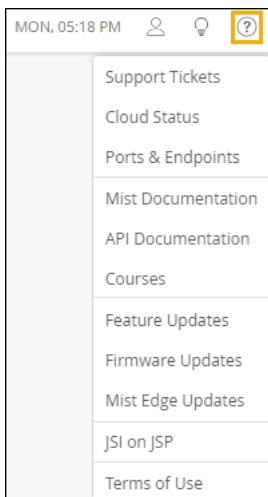 MON, 05:18 PM ?
Support Tickets
Cloud Status
Ports & Endpoints
Mist Documentation
API Documentation
Courses
Feature Updates
Firmware Updates
Mist Edge Updates
JSI on JSP
Terms of Use